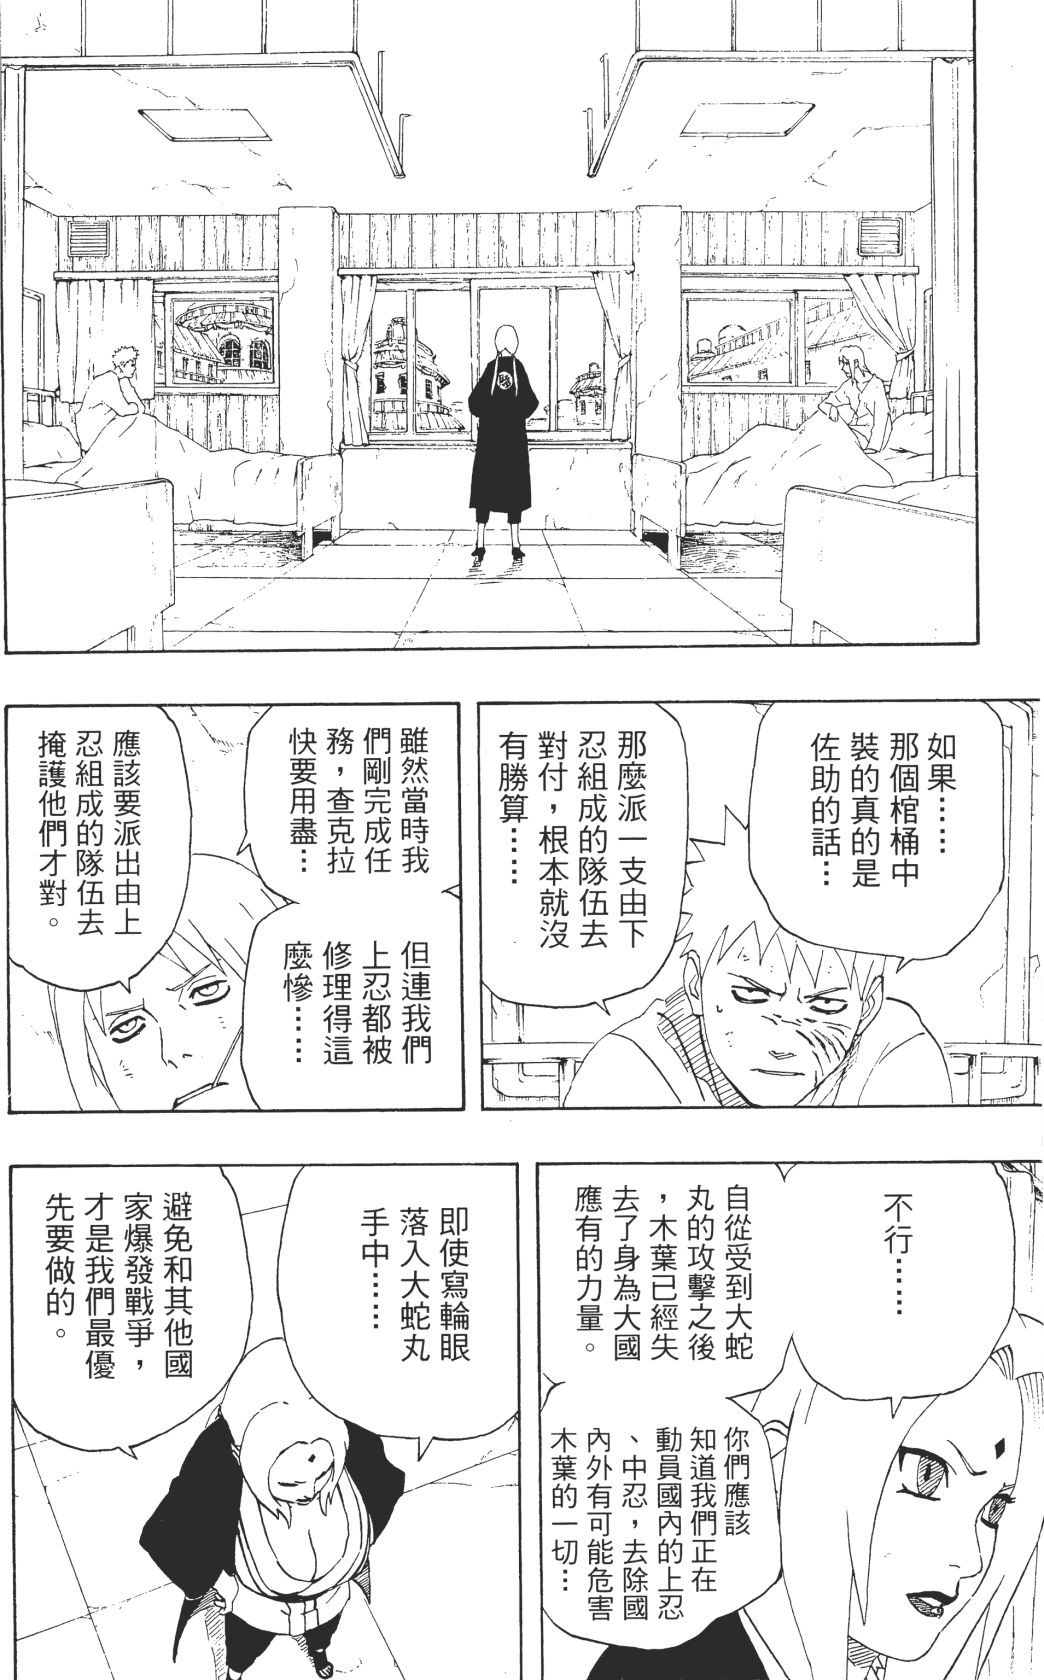 如果⋯⋯
那個棺桶中
裝的真的是
佐助的話⋯
那麼派一支由下
忍組成的隊伍去
對付，根本就沒
有勝算⋯⋯
雖然當時我
們剛完成任
務，查克拉
快要用盡⋯
但連我們
上忍都被
修理得這
麼慘⋯⋯
應該要派出由上
忍組成的隊伍去
掩護他們才對。
不行⋯⋯
自從受到大蛇
丸的攻擊之後
，木葉已經失
去了身為大國
應有的力量。
你們應該
知道我們正在
動員國內的上忍
、中忍，去除國
內外有可能危害
木葉的一切⋯
即使寫輪眼
落入大蛇丸
手中⋯⋯
避免和其他國
家爆發戰爭，
才是我們最優
先要做的。